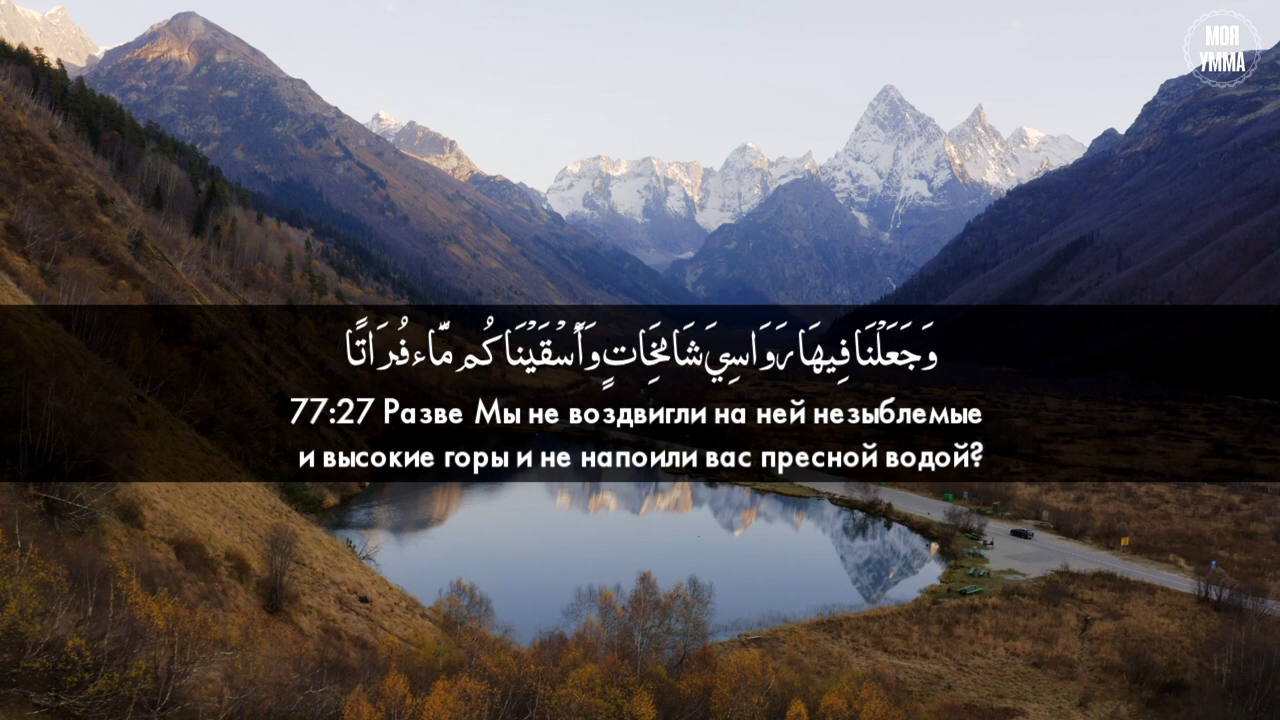 МОЯ
УММА
وَجَعَلْنَا فِيهَا رَوَاسِيَ شَامِخَاتٍ وَأَسْقَيْنَاكُم مَّاءً فُرَاتًا
77:27 Разве Мы не воздвигли на ней незыблемые
и высокие горы и не напоили вас пресной водой?